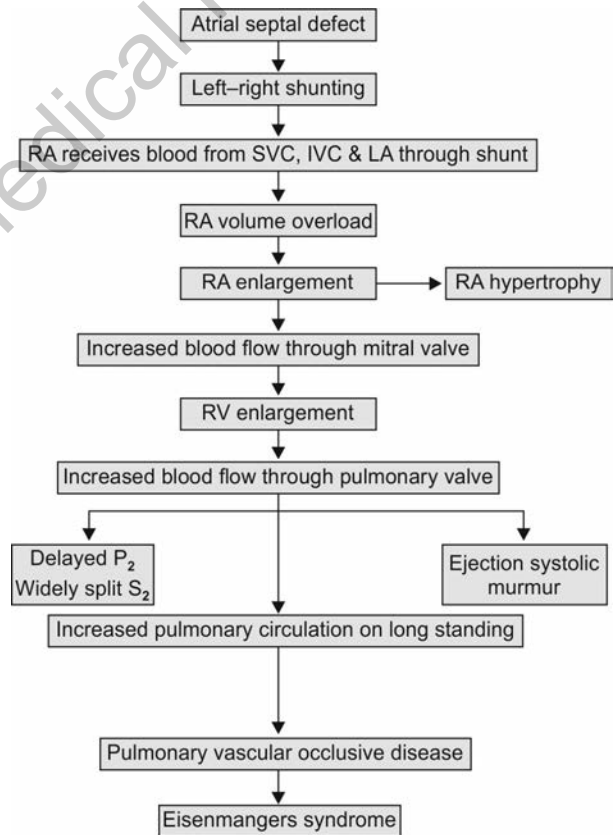 Atrial septal defect
Left–right shunting
RA receives blood from SVC, IVC & LA through shunt
RA volume overload
RA enlargement
RA hypertrophy
Increased blood flow through mitral valve
RV enlargement
Increased blood flow through pulmonary valve
Delayed P₂
Widely split S₂
Ejection systolic
murmur
Increased pulmonary circulation on long standing
Pulmonary vascular occlusive disease
Eisenmangers syndrome
edical